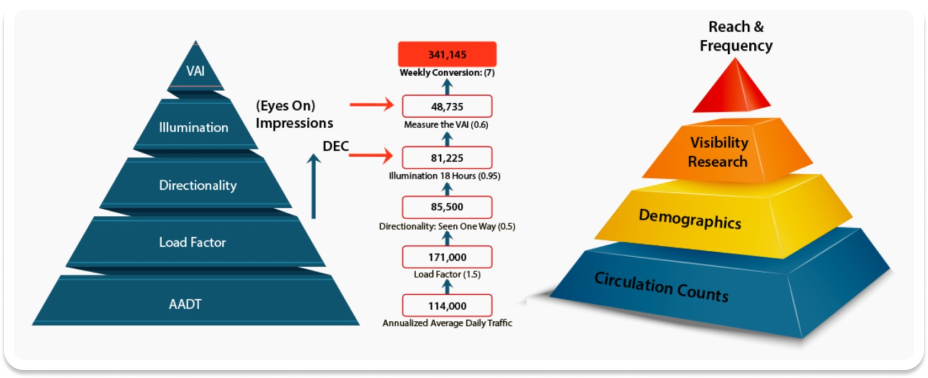 VAI
Illumination
Directionality
Load Factor
AADT
(Eyes On)
Impressions
DEC
341,145
Weekly Conversion: (7)
48,735
Measure the VAI (0.6)
81,225
Illumination 18 Hours (0.95)
85,500
Directionality: Seen One Way (0.5)
171,000
Load Factor (1.5)
114,000
Annualized Average Daily Traffic
Reach &
Frequency
Visibility
Research
Demographics
Circulation Counts